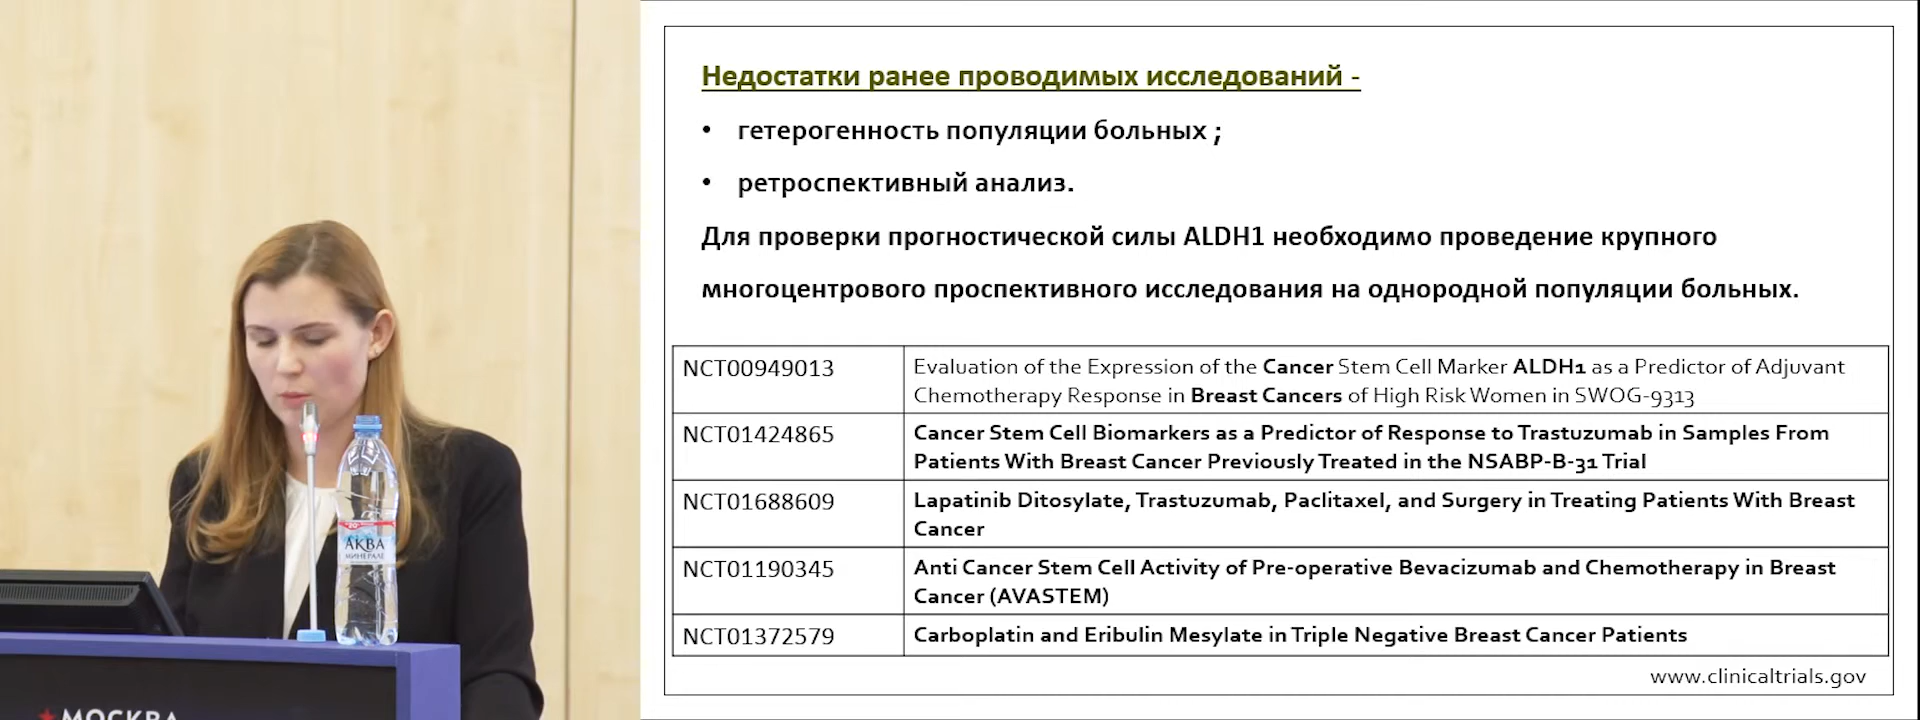 Недостатки ранее проводимых исследований -
• гетерогенность популяции больных ;
• ретроспективный анализ.
Для проверки прогностической силы ALDH1 необходимо проведение крупного
многоцентрового проспективного исследования на однородной популяции больных.
NCT00949013
Evaluation of the Expression of the Cancer Stem Cell Marker ALDH1 as a Predictor of Adjuvant
Chemotherapy Response in Breast Cancers of High Risk Women in SWOG-9313
NCT01424865
Cancer Stem Cell Biomarkers as a Predictor of Response to Trastuzumab in Samples From
Patients With Breast Cancer Previously Treated in the NSABP-B-31 Trial
NCT01688609
Lapatinib Ditosylate, Trastuzumab, Paclitaxel, and Surgery in Treating Patients With Breast
Cancer
NCT01190345
Anti Cancer Stem Cell Activity of Pre-operative Bevacizumab and Chemotherapy in Breast
Cancer (AVASTEM)
NCT01372579
Carboplatin and Eribulin Mesylate in Triple Negative Breast Cancer Patients
www.clinicaltrials.gov
АКВА
МИНЕРАЛЕ
МОСКВА